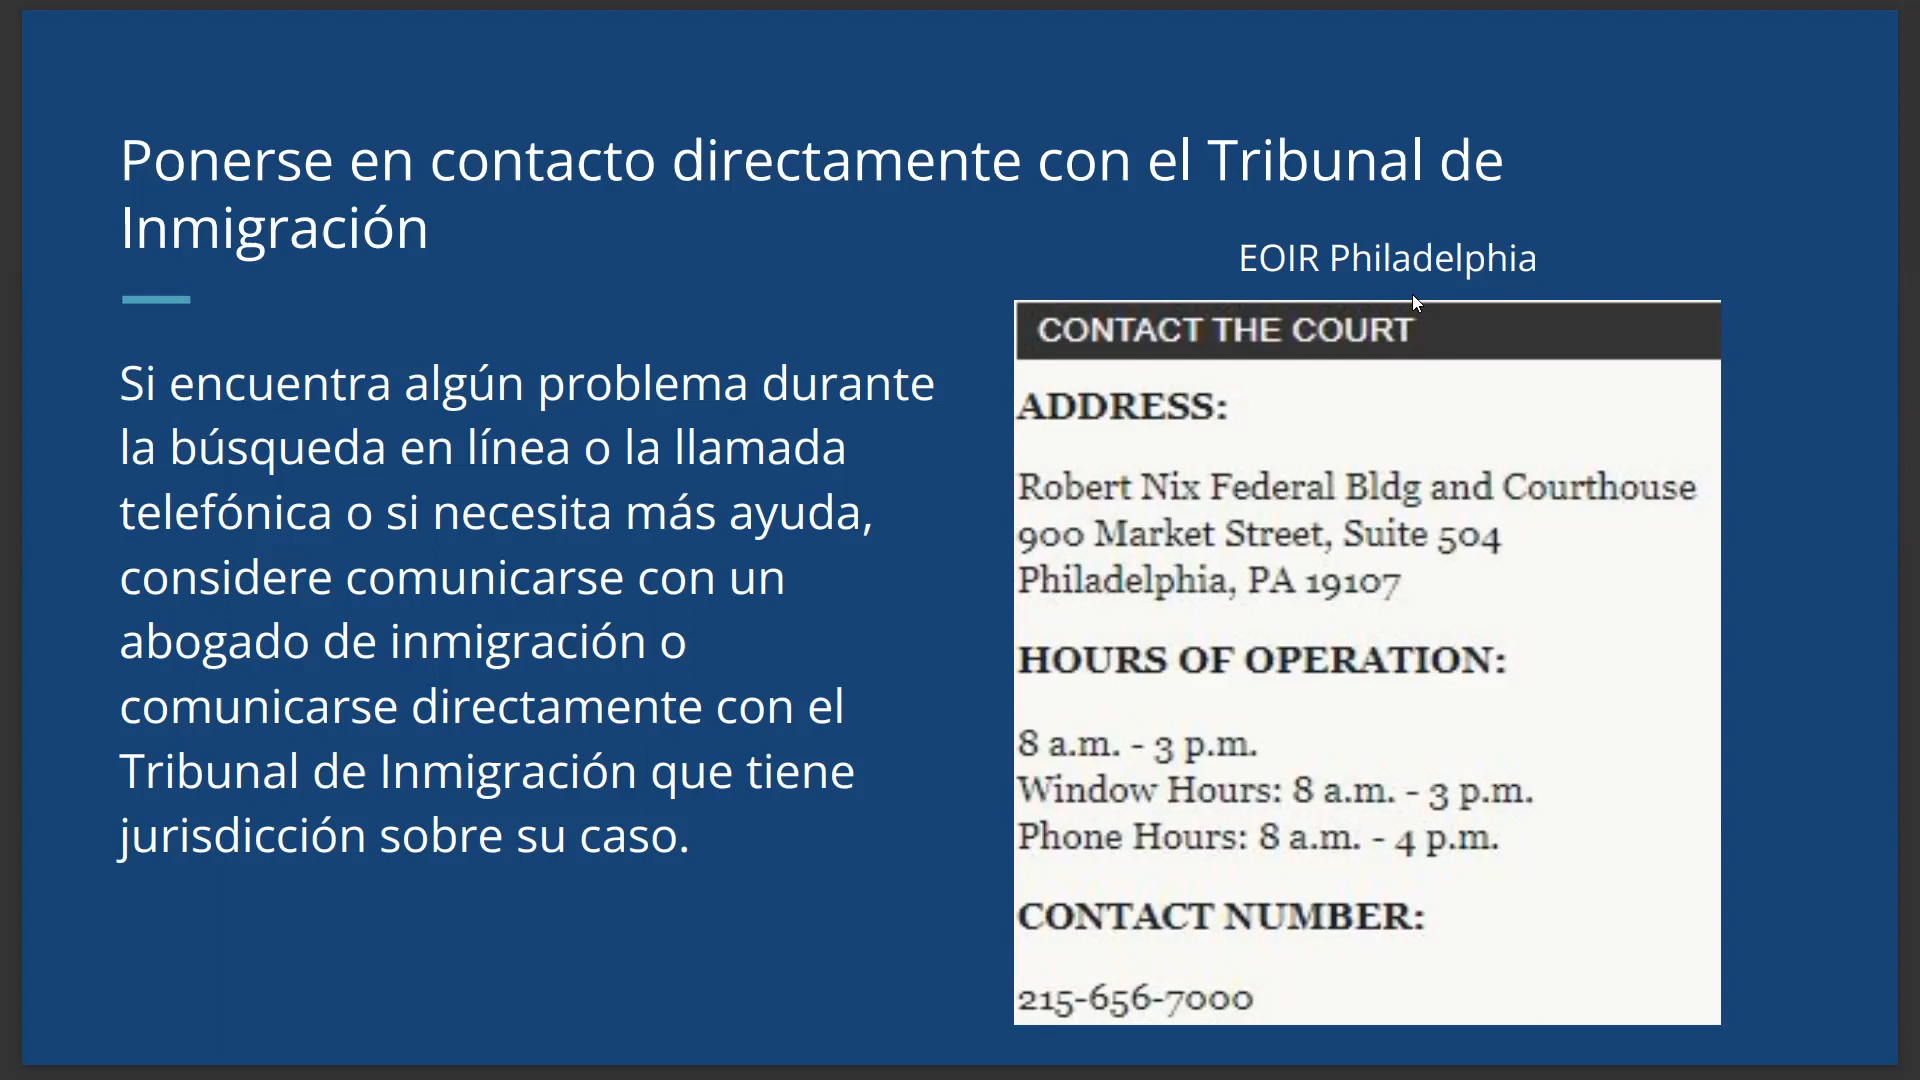 Ponerse en contacto directamente con el Tribunal de
Inmigración
Si encuentra algún problema durante
la búsqueda en línea o la llamada
telefónica o si necesita más ayuda,
considere comunicarse con un
abogado de inmigración o
comunicarse directamente con el
Tribunal de Inmigración que tiene
jurisdicción sobre su caso.
EOIR Philadelphia
CONTACT THE COURT
ADDRESS:
Robert Nix Federal Bldg and Courthouse
900 Market Street, Suite 504
Philadelphia, PA 19107
HOURS OF OPERATION:
8 a.m. - 3 p.m.
Window Hours: 8 a.m. - 3 p.m.
Phone Hours: 8 a.m. - 4 p.m.
CONTACT NUMBER:
215-656-7000